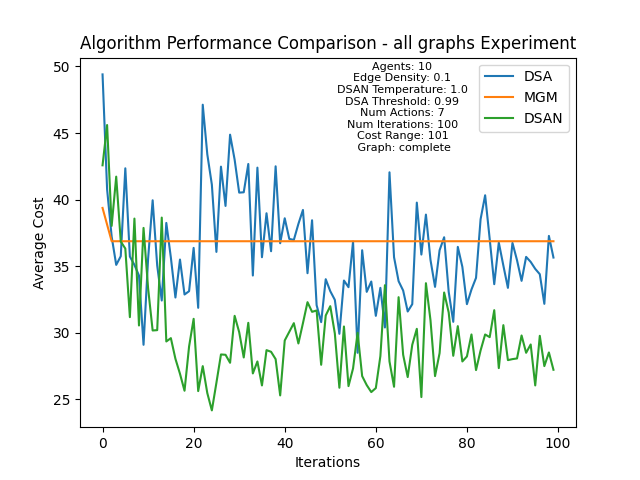 Algorithm Performance Comparison - all graphs Experiment
Agents: 10
Edge Density: 0.1
DSAN Temperature: 1.0
DSA Threshold: 0.99
Num Actions: 7
Num Iterations: 100
Cost Range: 101
Graph: complete
DSA
MGM
DSAN
Average Cost
50
45
40
35
30
25
0 20 40 60 80 100
Iterations